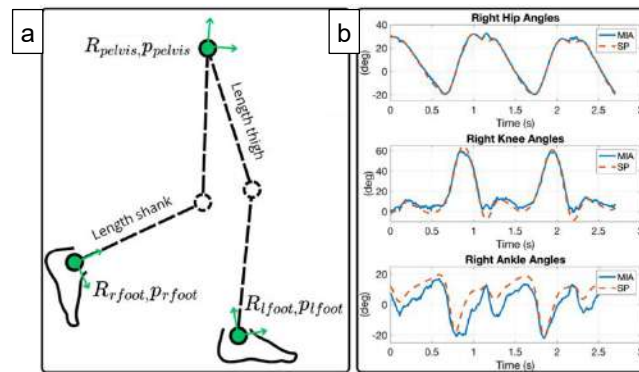 a
R_pelvis, p_pelvis
Length thigh
Length shank
R_rfoot, p_rfoot
R_lfoot, p_lfoot
b
Right Hip Angles
(deg)
20
0
-20
MIA
SP
0 0.5 1 1.5 2 2.5
Time (s)
Right Knee Angles
(deg)
60
40
20
0
MIA
SP
0 0.5 1 1.5 2 2.5
Time (s)
Right Ankle Angles
(deg)
20
0
-20
MIA
SP
0 0.5 1 1.5 2 2.5
Time (s)